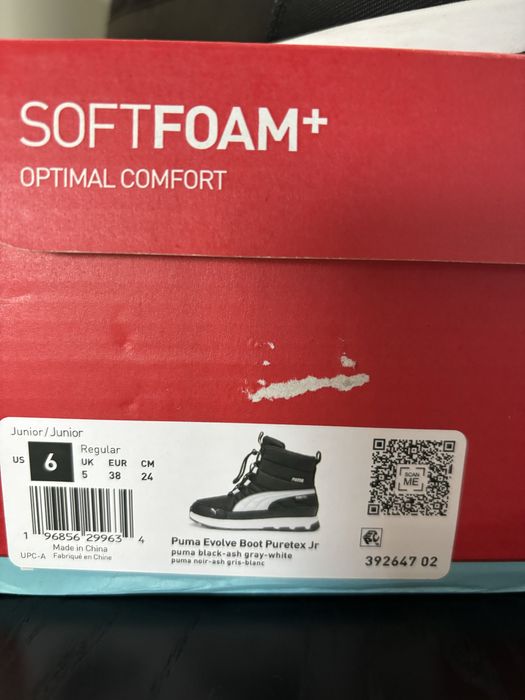 SOFTFOAM+
OPTIMAL COMFORT
Junior/Junior
Regular
US 6 UK EUR CM
5 38 24
1 96856 29963 4
Made in China
UPC-A Fabriqué en Chine
Puma Evolve Boot Puretex Jr
puma black-ash gray-white
puma noir-ash gris-blanc
SCAN
ME
392647 02